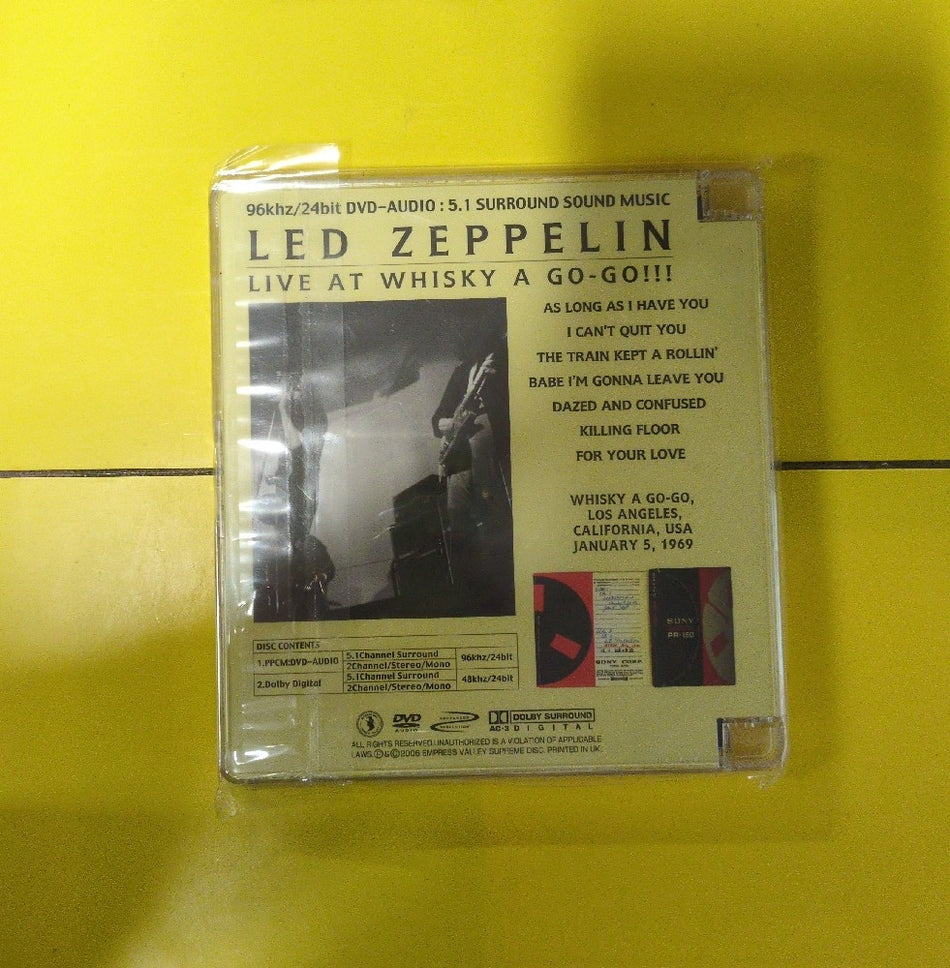 96khz/24bit DVD-AUDIO : 5.1 SURROUND SOUND MUSIC
LED ZEPPELIN
LIVE AT WHISKY A GO-GO!!!
AS LONG AS I HAVE YOU
I CAN'T QUIT YOU
THE TRAIN KEPT A ROLLIN'
BABE I'M GONNA LEAVE YOU
DAZED AND CONFUSED
KILLING FLOOR
FOR YOUR LOVE
WHISKY A GO-GO,
LOS ANGELES,
CALIFORNIA, USA
JANUARY 5, 1969
SONY CORP.
SONY
PR-150
DISC CONTENTS
1.PPCM:DVD-AUDIO
5.1Channel Surround
2Channel/Stereo/Mono
96khz/24bit
2.Dolby Digital
5.1Channel Surround
2Channel/Stereo/Mono
48khz/24bit
DVD
AUDIO
ADVANCED
RESOLUTION
DOLBY SURROUND
AC-3 DIGITAL
ALL RIGHTS RESERVED.UNAUTHORIZED IS A VIOLATION OF APPLICABLE
LAWS.Ⓟ&©2006 EMPRESS VALLEY SUPREME DISC. PRINTED IN UK.